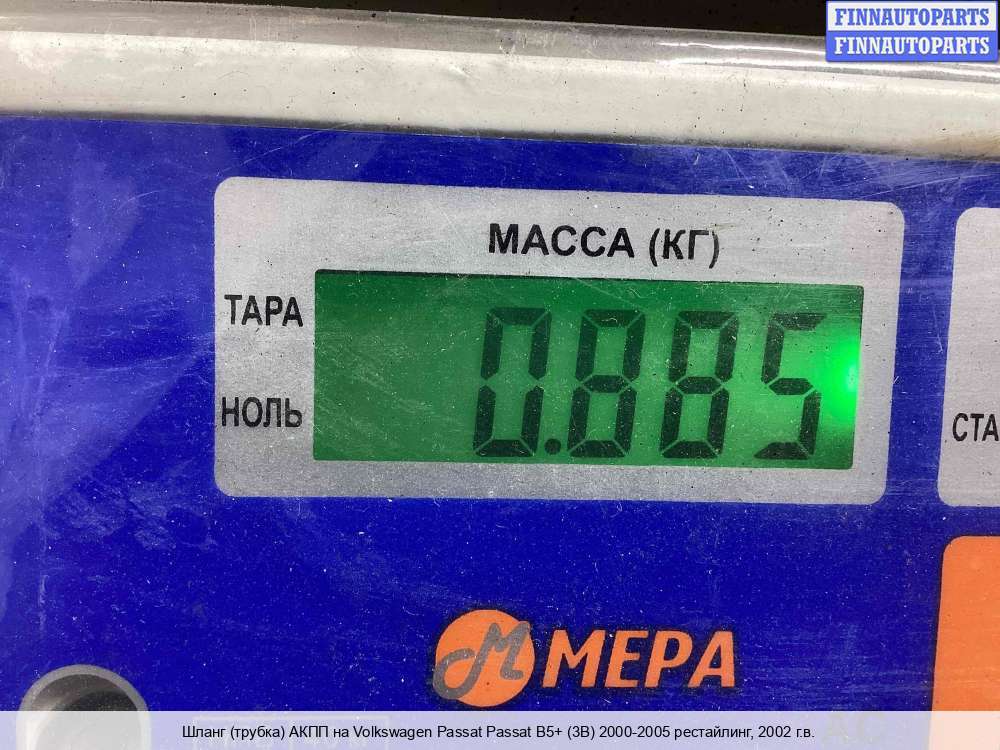 FINNAUTOPARTS
FINNAUTOPARTS
МАССА (КГ)
ТАРА
0.885
НОЛЬ
СТА
МЕРА
AC
Шланг (трубка) АКПП на Volkswagen Passat Passat B5+ (3B) 2000-2005 рестайлинг, 2002 г.в.